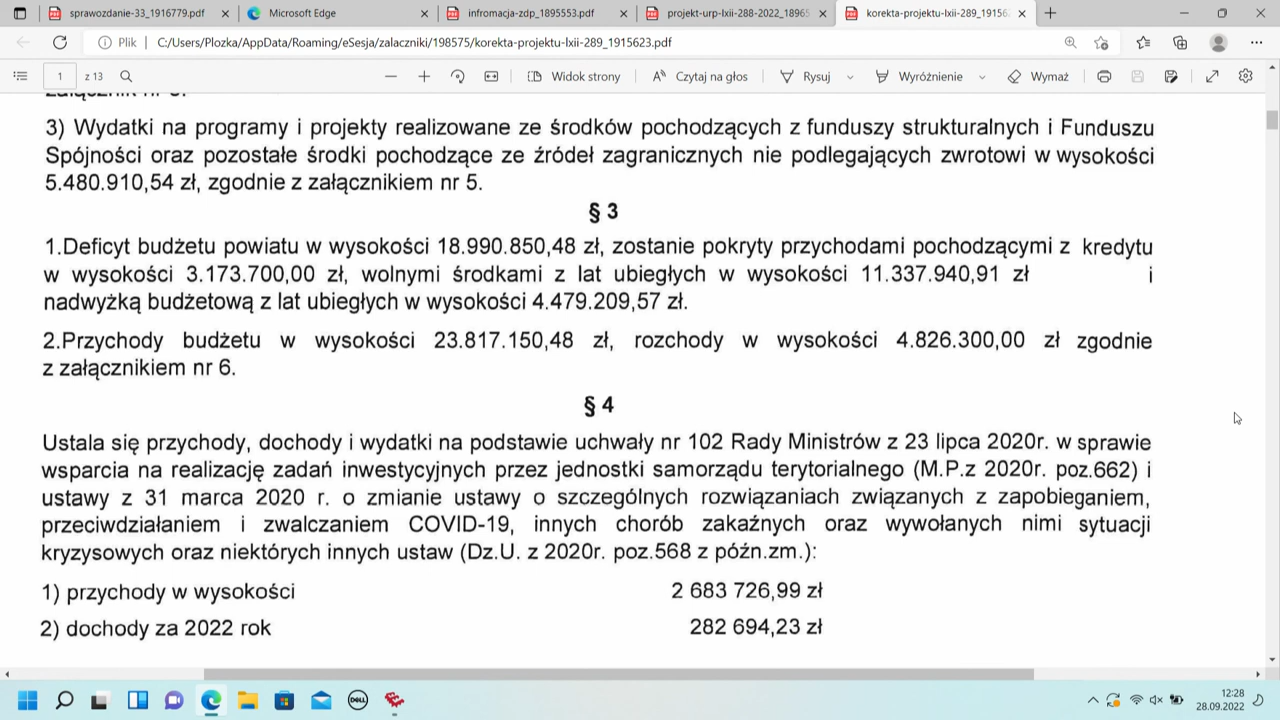 sprawozdanie-33_1916779.pdf
Microsoft Edge
infromacja-zdp_1895553.pdf
projekt-urp-lxii-288-2022_18965
korekta-projektu-lxii-289_19156
Plik
C:/Users/Plozka/AppData/Roaming/eSesja/zalaczniki/198575/korekta-projektu-lxii-289_1915623.pdf
1 z 13
Widok strony
Czytaj na głos
Rysuj
Wyróżnienie
Wymaż
3) Wydatki na programy i projekty realizowane ze środków pochodzących z funduszy strukturalnych i Funduszu
Spójności oraz pozostałe środki pochodzące ze źródeł zagranicznych nie podlegających zwrotowi w wysokości
5.480.910,54 zł, zgodnie z załącznikiem nr 5.
§ 3
1.Deficyt budżetu powiatu w wysokości 18.990.850,48 zł, zostanie pokryty przychodami pochodzącymi z kredytu
w wysokości 3.173.700,00 zł, wolnymi środkami z lat ubiegłych w wysokości 11.337.940,91 zł i
nadwyżką budżetową z lat ubiegłych w wysokości 4.479.209,57 zł.
2.Przychody budżetu w wysokości 23.817.150,48 zł, rozchody w wysokości 4.826.300,00 zł zgodnie
z załącznikiem nr 6.
§ 4
Ustala się przychody, dochody i wydatki na podstawie uchwały nr 102 Rady Ministrów z 23 lipca 2020r. w sprawie
wsparcia na realizację zadań inwestycyjnych przez jednostki samorządu terytorialnego (M.P.z 2020r. poz.662) i
ustawy z 31 marca 2020 r. o zmianie ustawy o szczególnych rozwiązaniach związanych z zapobieganiem,
przeciwdziałaniem i zwalczaniem COVID-19, innych chorób zakaźnych oraz wywołanych nimi sytuacji
kryzysowych oraz niektórych innych ustaw (Dz.U. z 2020r. poz.568 z późn.zm.):
1) przychody w wysokości 2 683 726,99 zł
2) dochody za 2022 rok 282 694,23 zł
DELL
12:28
28.09.2022